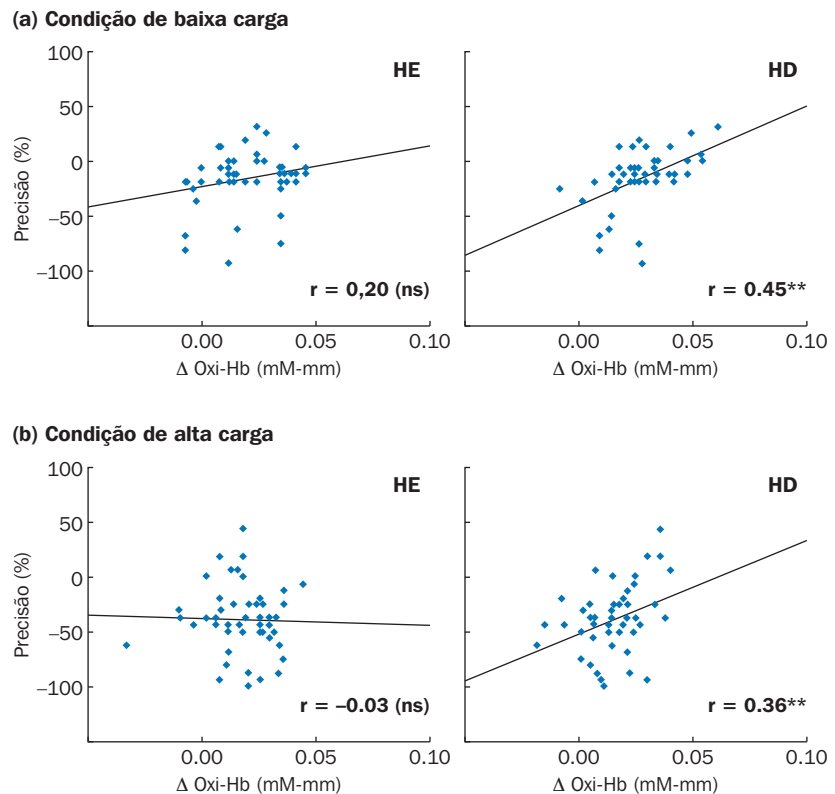 (a) Condição de baixa carga
HE
HD
Precisão (%)
100
50
0
−50
−100
r = 0,20 (ns)
r = 0.45**
0.00 0.05 0.10
0.00 0.05 0.10
Δ Oxi-Hb (mM-mm)
Δ Oxi-Hb (mM-mm)
(b) Condição de alta carga
HE
HD
Precisão (%)
100
50
0
−50
−100
r = −0.03 (ns)
r = 0.36**
0.00 0.05 0.10
0.00 0.05 0.10
Δ Oxi-Hb (mM-mm)
Δ Oxi-Hb (mM-mm)